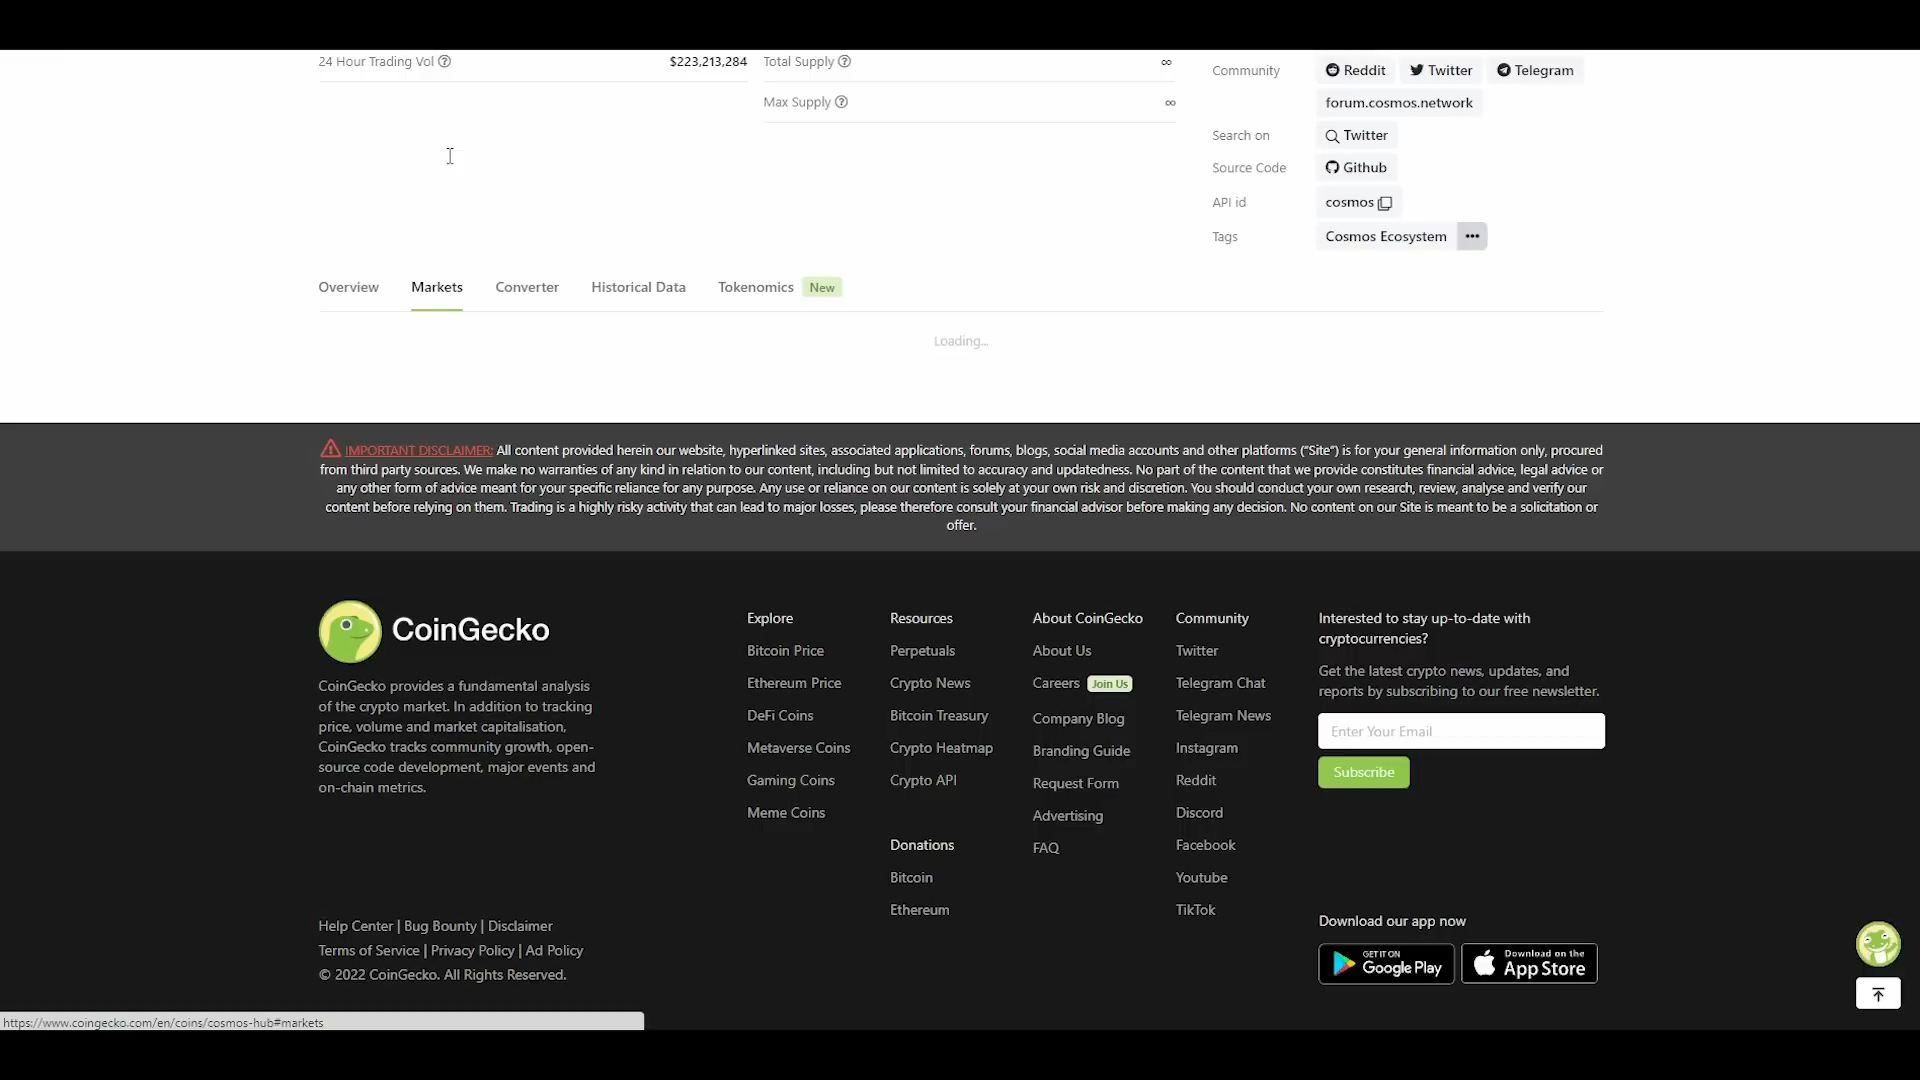 24 Hour Trading Vol
$223,213,284
Total Supply
∞
Max Supply
∞
Community
Reddit
Twitter
Telegram
forum.cosmos.network
Search on
Twitter
Source Code
Github
API id
cosmos
Tags
Cosmos Ecosystem
•••
Overview
Markets
Converter
Historical Data
Tokenomics
New
Loading...
IMPORTANT DISCLAIMER: All content provided herein our website, hyperlinked sites, associated applications, forums, blogs, social media accounts and other platforms (“Site”) is for your general information only, procured
from third party sources. We make no warranties of any kind in relation to our content, including but not limited to accuracy and updatedness. No part of the content that we provide constitutes financial advice, legal advice or
any other form of advice meant for your specific reliance for any purpose. Any use or reliance on our content is solely at your own risk and discretion. You should conduct your own research, review, analyse and verify our
content before relying on them. Trading is a highly risky activity that can lead to major losses, please therefore consult your financial advisor before making any decision. No content on our Site is meant to be a solicitation or
offer.
CoinGecko
CoinGecko provides a fundamental analysis
of the crypto market. In addition to tracking
price, volume and market capitalisation,
CoinGecko tracks community growth, open-
source code development, major events and
on-chain metrics.
Explore
Bitcoin Price
Ethereum Price
DeFi Coins
Metaverse Coins
Gaming Coins
Meme Coins
Resources
Perpetuals
Crypto News
Bitcoin Treasury
Crypto Heatmap
Crypto API
Donations
Bitcoin
Ethereum
About CoinGecko
About Us
Careers Join Us
Company Blog
Branding Guide
Request Form
Advertising
FAQ
Community
Twitter
Telegram Chat
Telegram News
Instagram
Reddit
Discord
Facebook
Youtube
TikTok
Interested to stay up-to-date with
cryptocurrencies?
Get the latest crypto news, updates, and
reports by subscribing to our free newsletter.
Enter Your Email
Subscribe
Download our app now
GET IT ON
Google Play
Download on the
App Store
Help Center | Bug Bounty | Disclaimer
Terms of Service | Privacy Policy | Ad Policy
© 2022 CoinGecko. All Rights Reserved.
https://www.coingecko.com/en/coins/cosmos-hub#markets